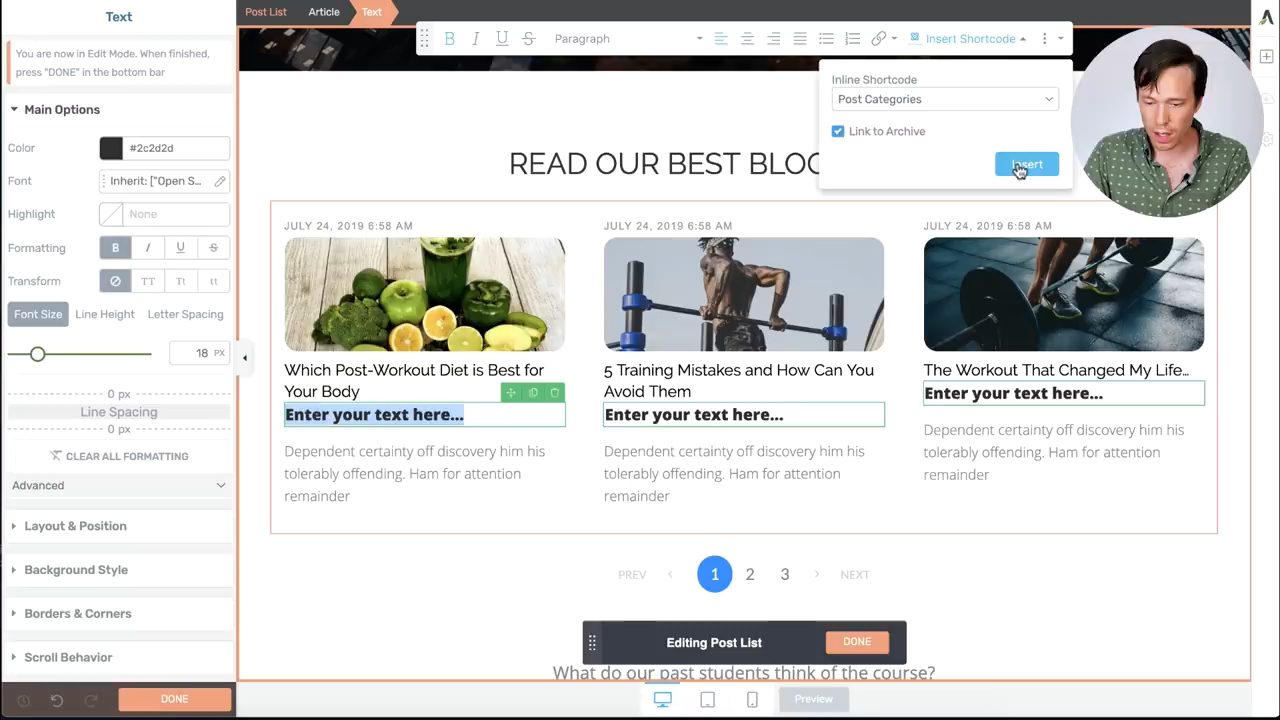 Text
You are now in Edit Mode. When finished,
press "DONE" in the bottom bar
Main Options
Color
#2c2d2d
Font
Inherit: ["Open S...
Highlight
None
Formatting
B I U S
Transform
TT Tt tt
Font Size
Line Height
Letter Spacing
18 PX
0 px
Line Spacing
0 px
CLEAR ALL FORMATTING
Advanced
Layout & Position
Background Style
Borders & Corners
Scroll Behavior
DONE
Post List
Article
Text
B I U S
Paragraph
Insert Shortcode
Inline Shortcode
Post Categories
Link to Archive
Insert
READ OUR BEST
JULY 24, 2019 6:58 AM
Which Post-Workout Diet is Best for
Your Body
Enter your text here...
Dependent certainty off discovery him his
tolerably offending. Ham for attention
remainder
JULY 24, 2019 6:58 AM
5 Training Mistakes and How Can You
Avoid Them
Enter your text here...
Dependent certainty off discovery him his
tolerably offending. Ham for attention
remainder
JULY 24, 2019 6:58 AM
The Workout That Changed My Life...
Enter your text here...
Dependent certainty off discovery him his
tolerably offending. Ham for attention
remainder
PREV
1
2
3
NEXT
Editing Post List
DONE
What do our past students think of the course?
Preview